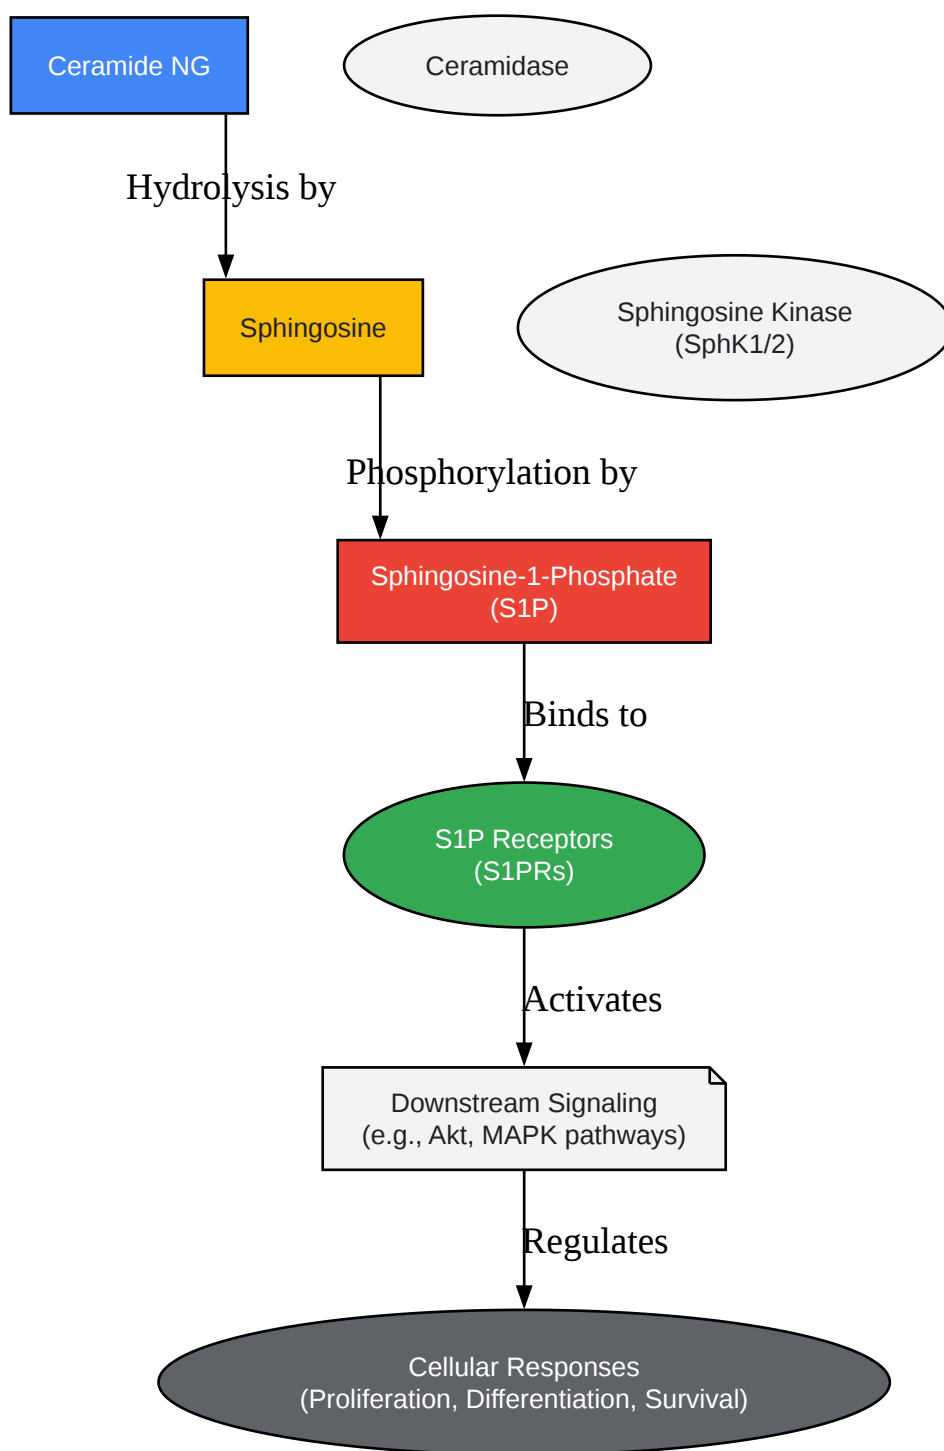 Ceramide NG
Ceramidase
Hydrolysis by
Sphingosine
Sphingosine Kinase
(SphK1/2)
Phosphorylation by
Sphingosine-1-Phosphate
(S1P)
Binds to
S1P Receptors
(S1PRs)
Activates
Downstream Signaling
(e.g., Akt, MAPK pathways)
Regulates
Cellular Responses
(Proliferation, Differentiation, Survival)